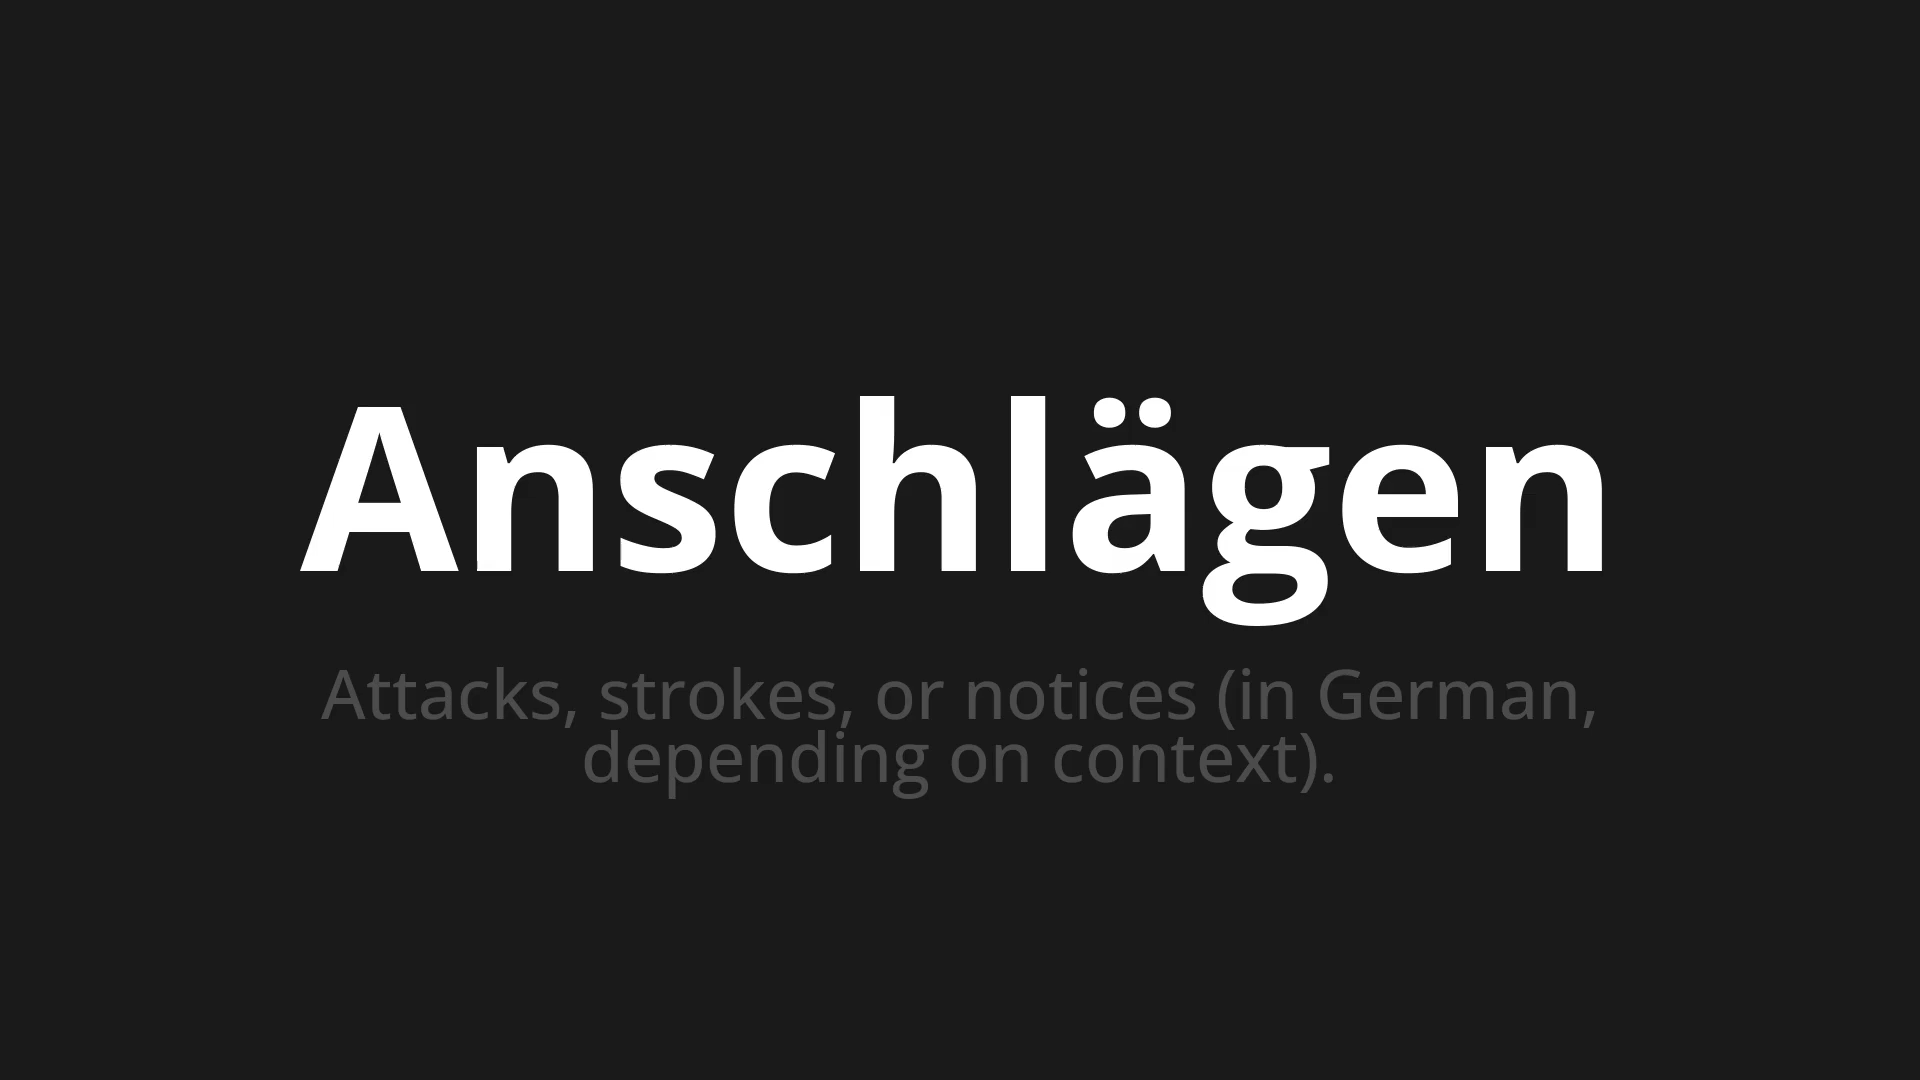 Anschlägen
Attacks, strokes, or notices (in German,
depending on context).